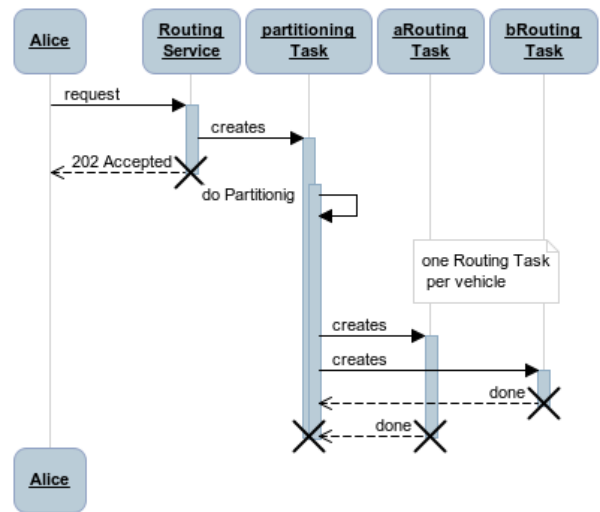 Alice
Routing
Service
partitioning
Task
aRouting
Task
bRouting
Task
request
creates
202 Accepted
do Partitionig
one Routing Task
per vehicle
creates
creates
done
done
Alice